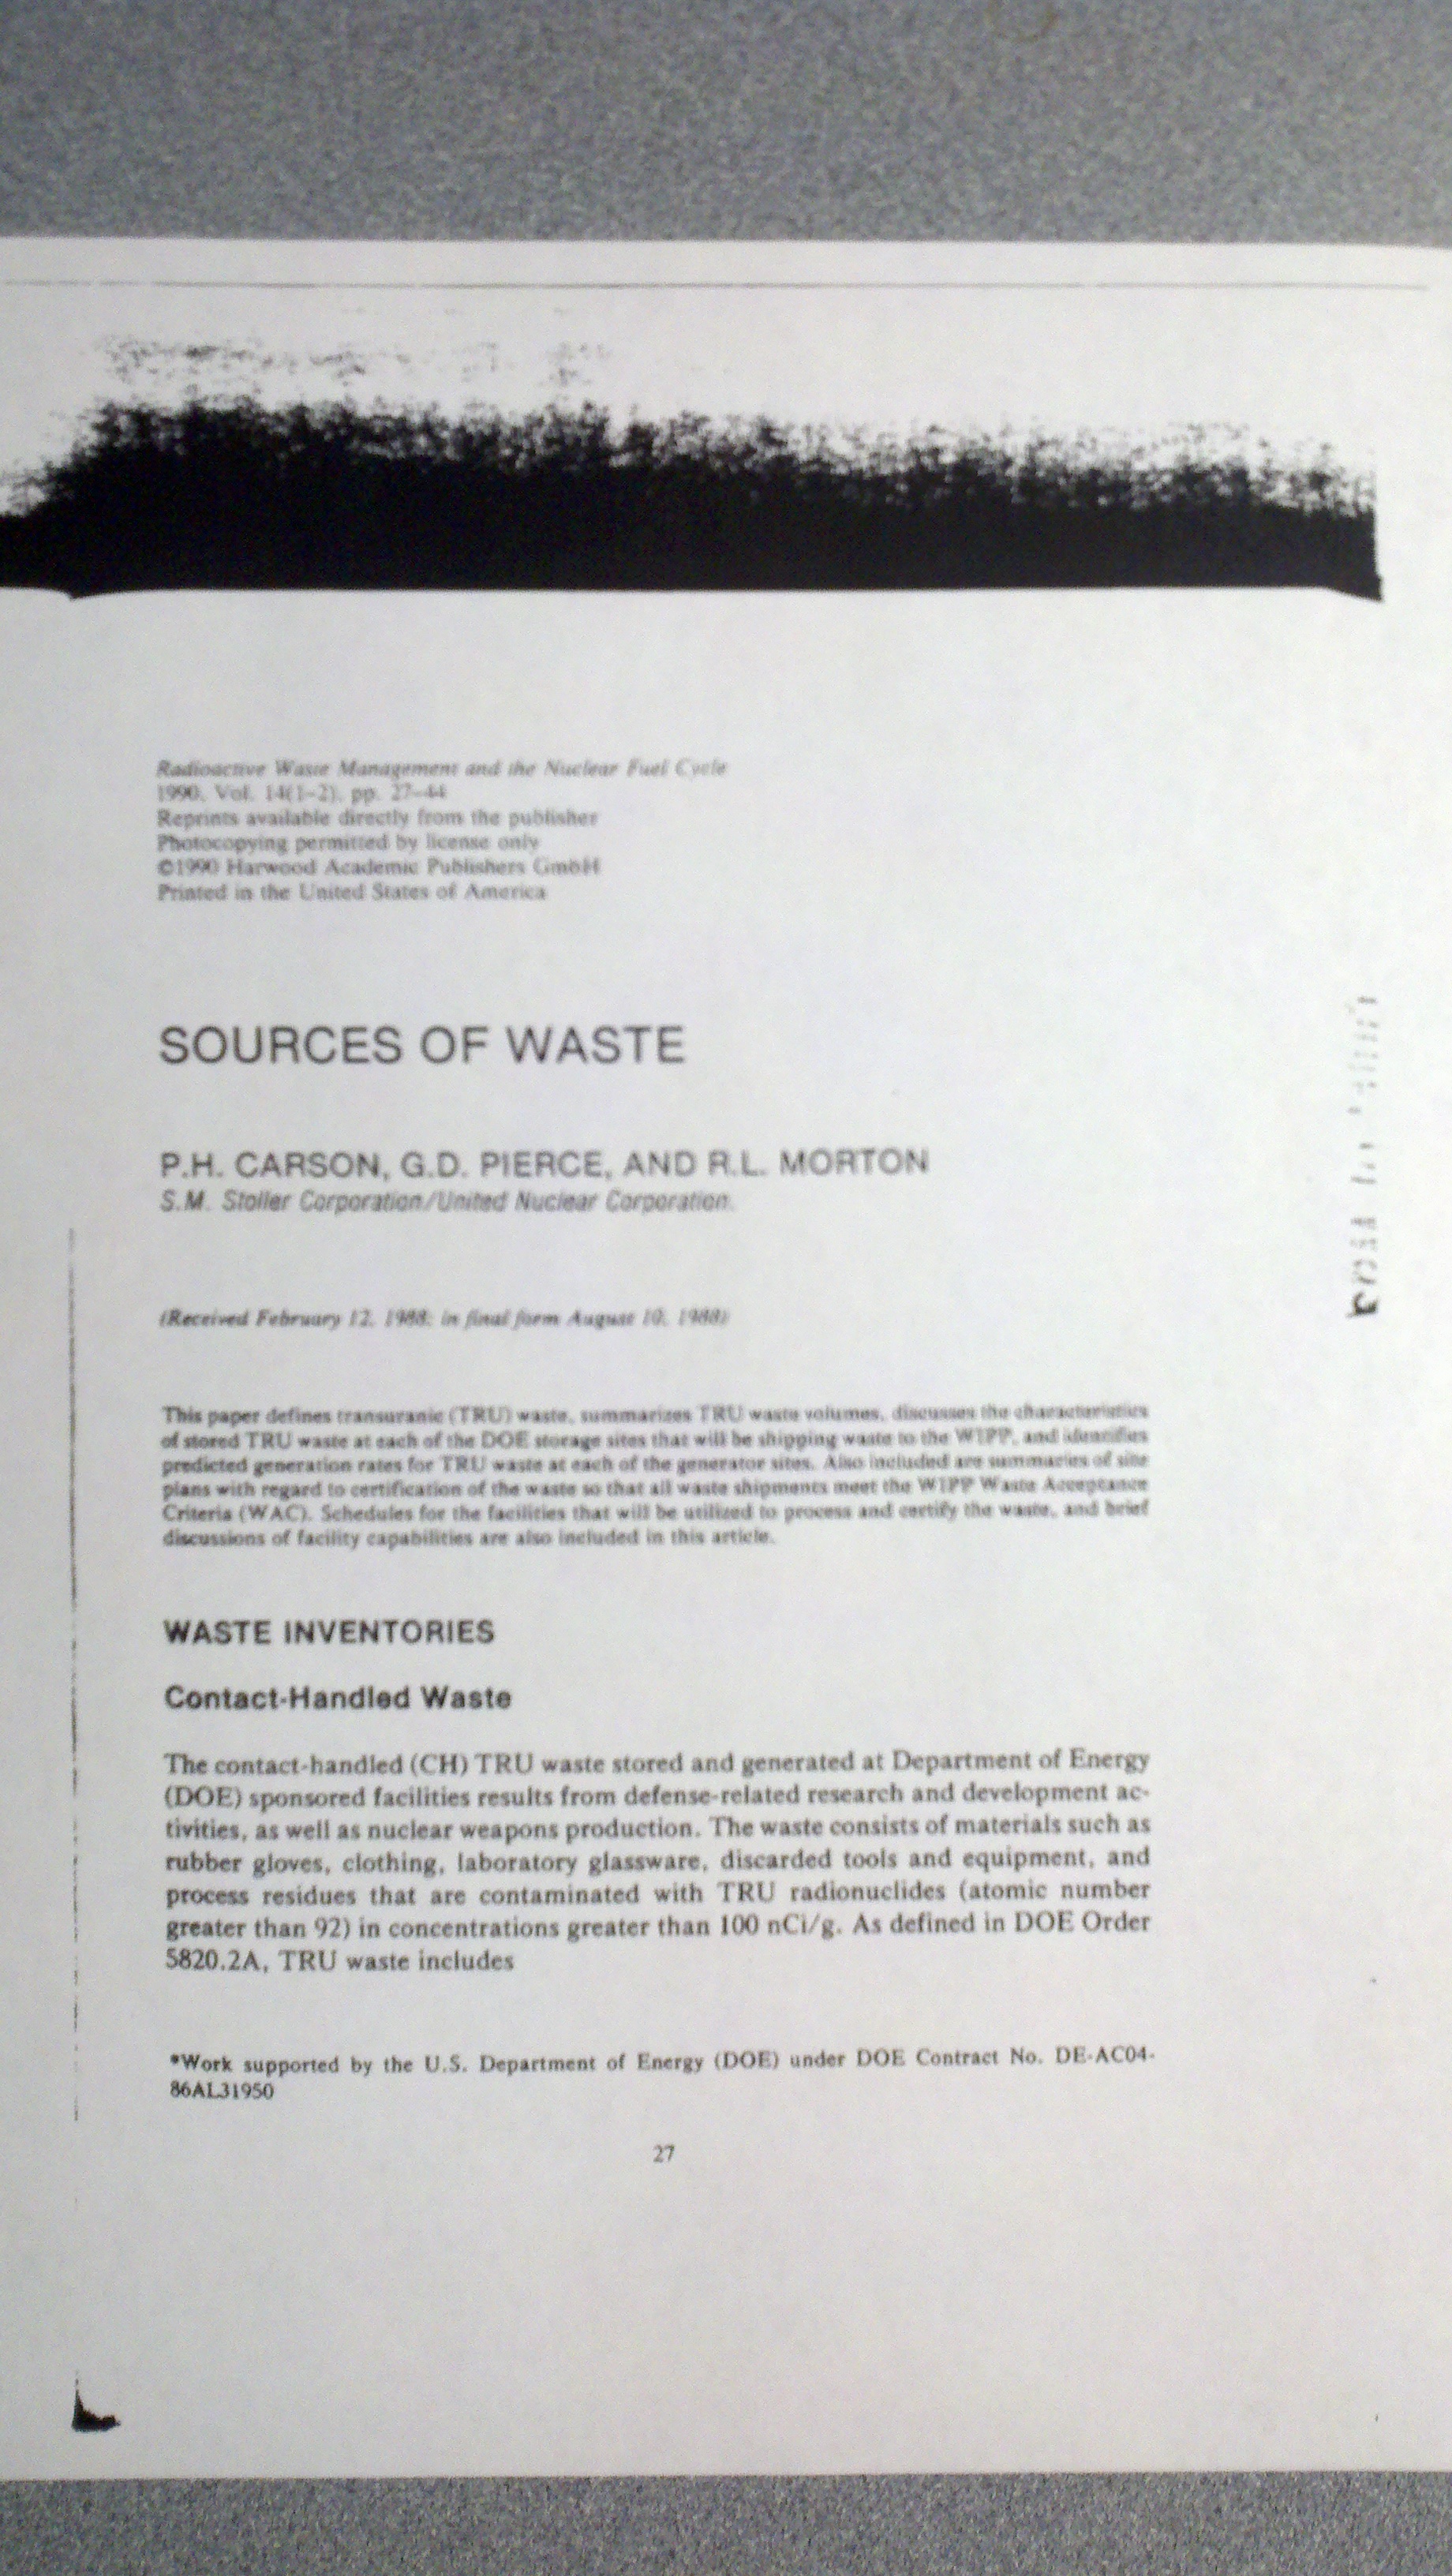 Radioactive Waste Management and the Nuclear Fuel Cycle
1990, Vol. 14(1–2), pp. 27–44
Reprints available directly from the publisher
Photocopying permitted by license only
©1990 Harwood Academic Publishers GmbH
Printed in the United States of America
SOURCES OF WASTE
P.H. CARSON, G.D. PIERCE, AND R.L. MORTON
S.M. Stoller Corporation/United Nuclear Corporation.
(Received February 12, 1988; in final form August 10, 1988)
This paper defines transuranic (TRU) waste, summarizes TRU waste volumes, discusses the characteristics
of stored TRU waste at each of the DOE storage sites that will be shipping waste to the WIPP, and identifies
predicted generation rates for TRU waste at each of the generator sites. Also included are summaries of site
plans with regard to certification of the waste so that all waste shipments meet the WIPP Waste Acceptance
Criteria (WAC). Schedules for the facilities that will be utilized to process and certify the waste, and brief
discussions of facility capabilities are also included in this article.
WASTE INVENTORIES
Contact-Handled Waste
The contact-handled (CH) TRU waste stored and generated at Department of Energy
(DOE) sponsored facilities results from defense-related research and development ac-
tivities, as well as nuclear weapons production. The waste consists of materials such as
rubber gloves, clothing, laboratory glassware, discarded tools and equipment, and
process residues that are contaminated with TRU radionuclides (atomic number
greater than 92) in concentrations greater than 100 nCi/g. As defined in DOE Order
5820.2A, TRU waste includes
*Work supported by the U.S. Department of Energy (DOE) under DOE Contract No. DE-AC04-
86AL31950
27